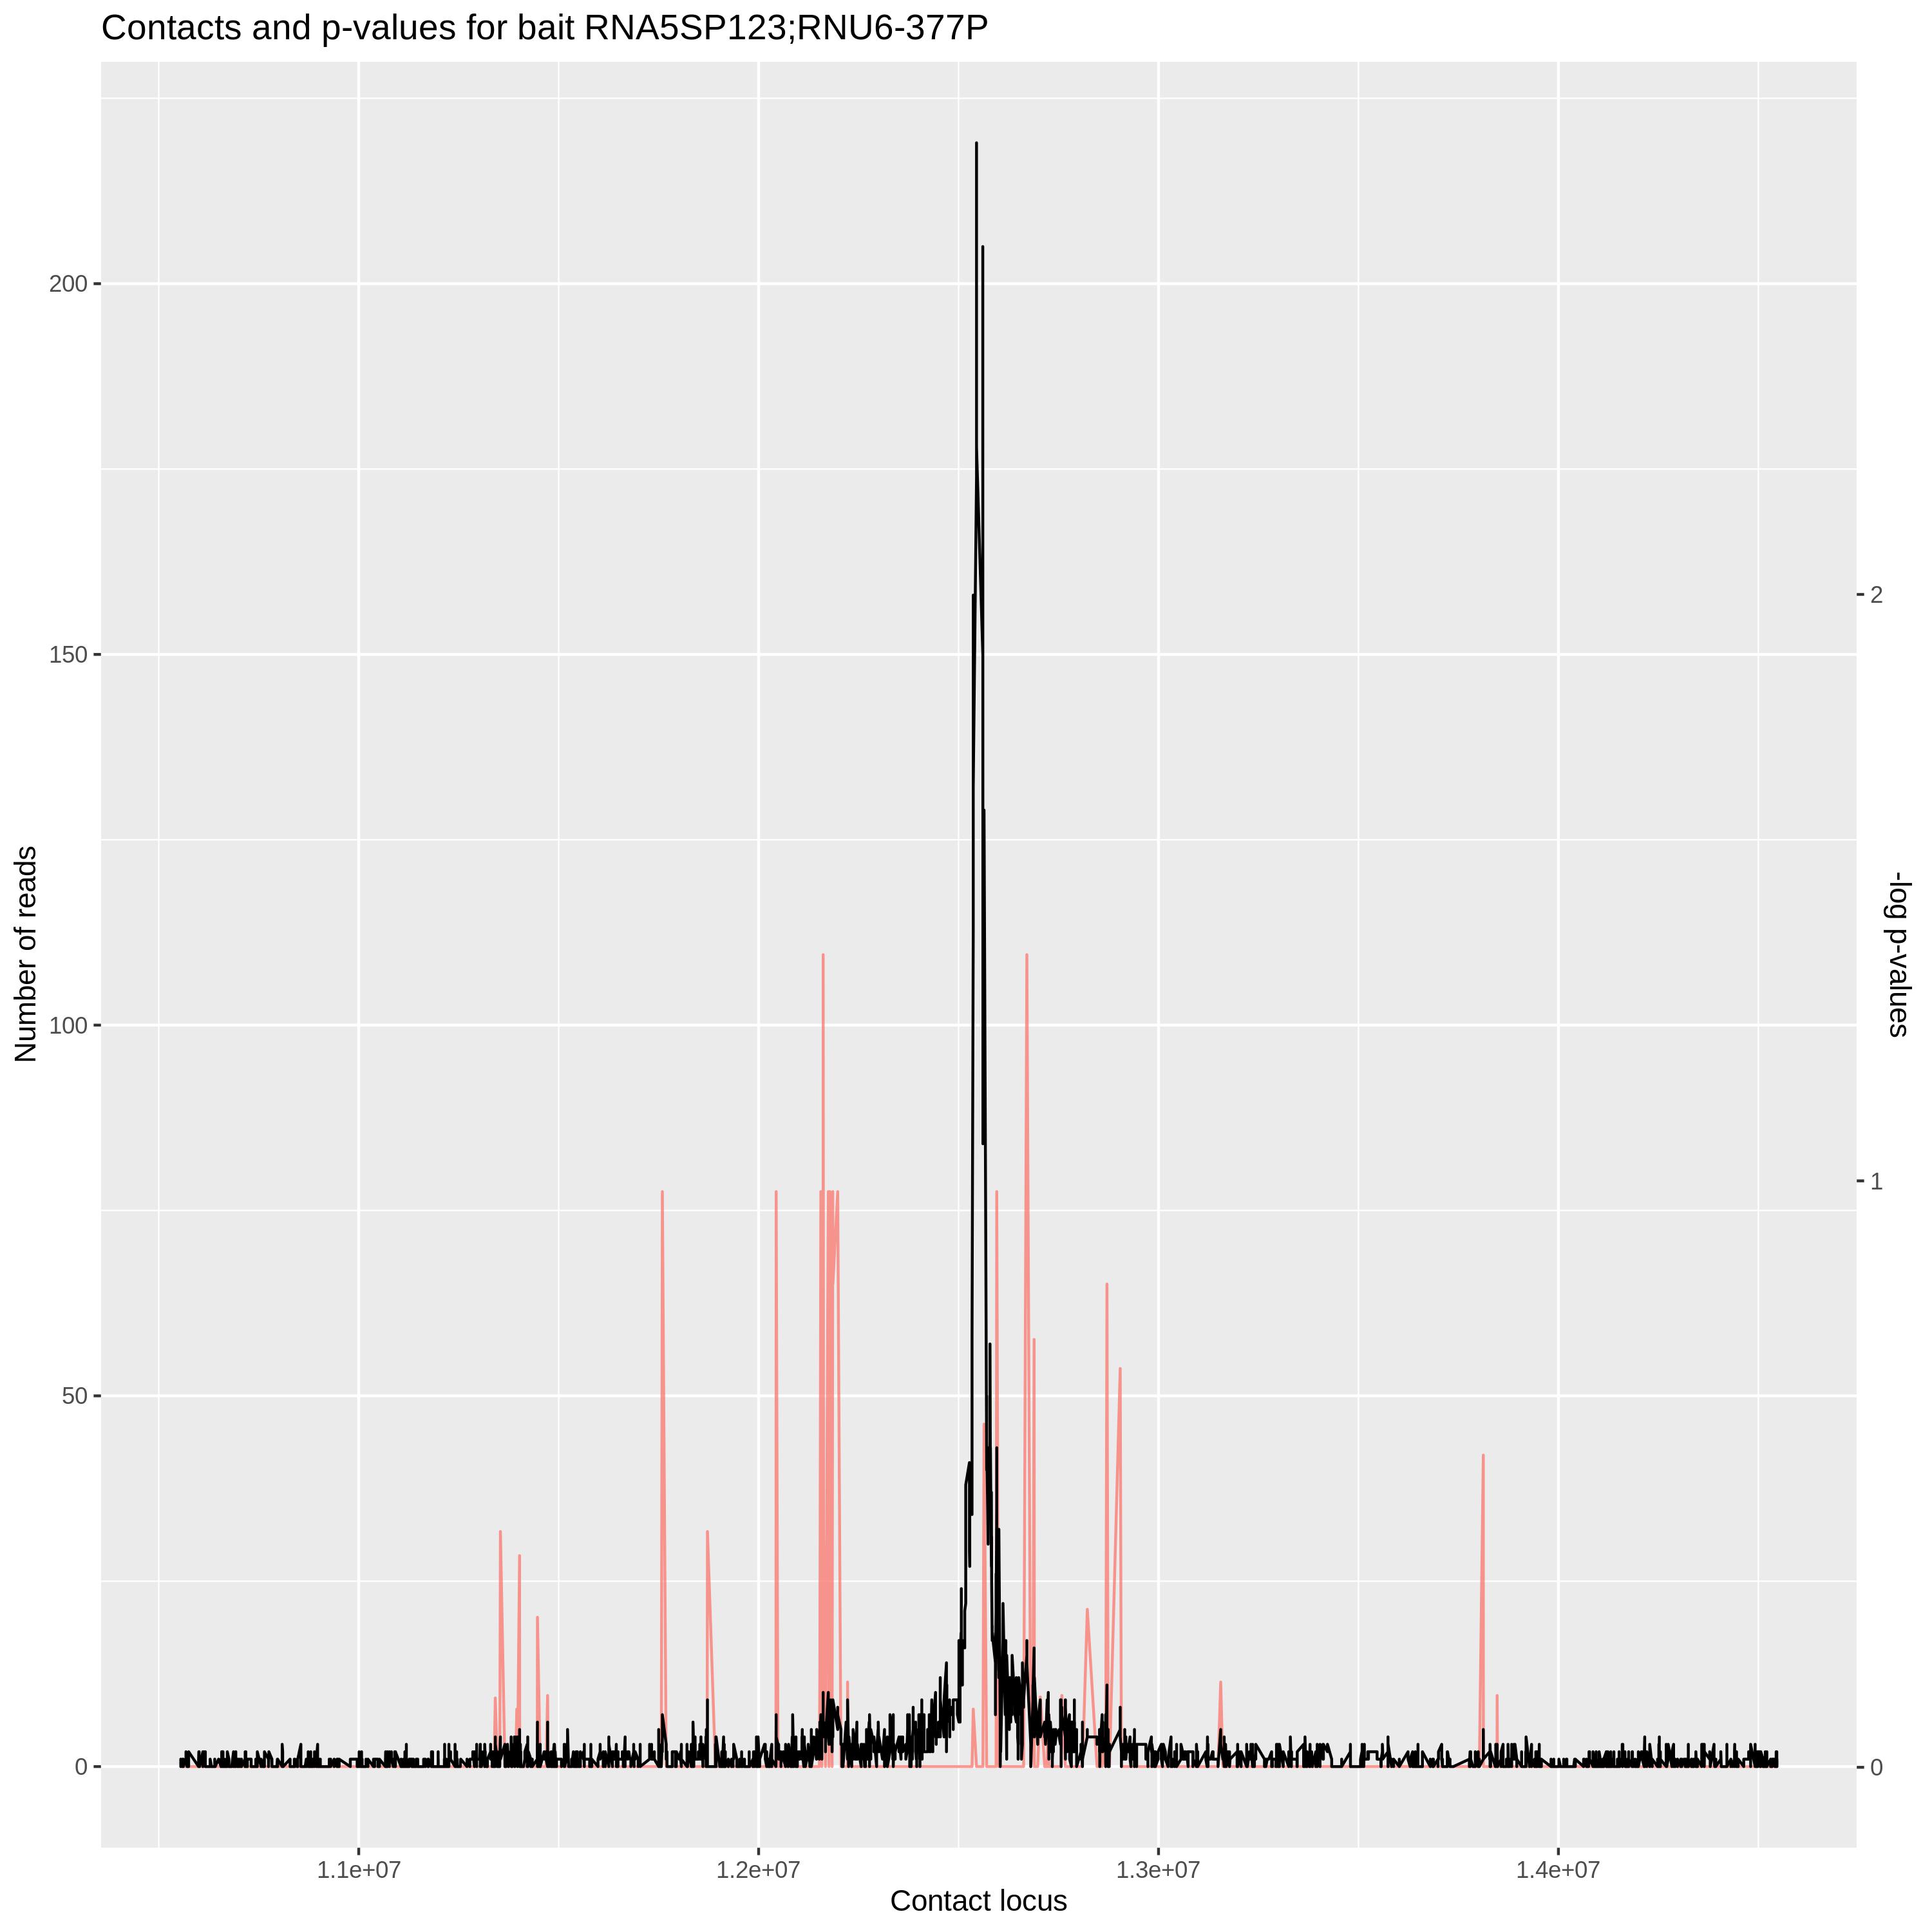 Contacts and p-values for bait RNA5SP123;RNU6-377P
200
150
100
50
0
Number of reads
2
1
0
-log p-values
1.1e+07 1.2e+07 1.3e+07 1.4e+07
Contact locus